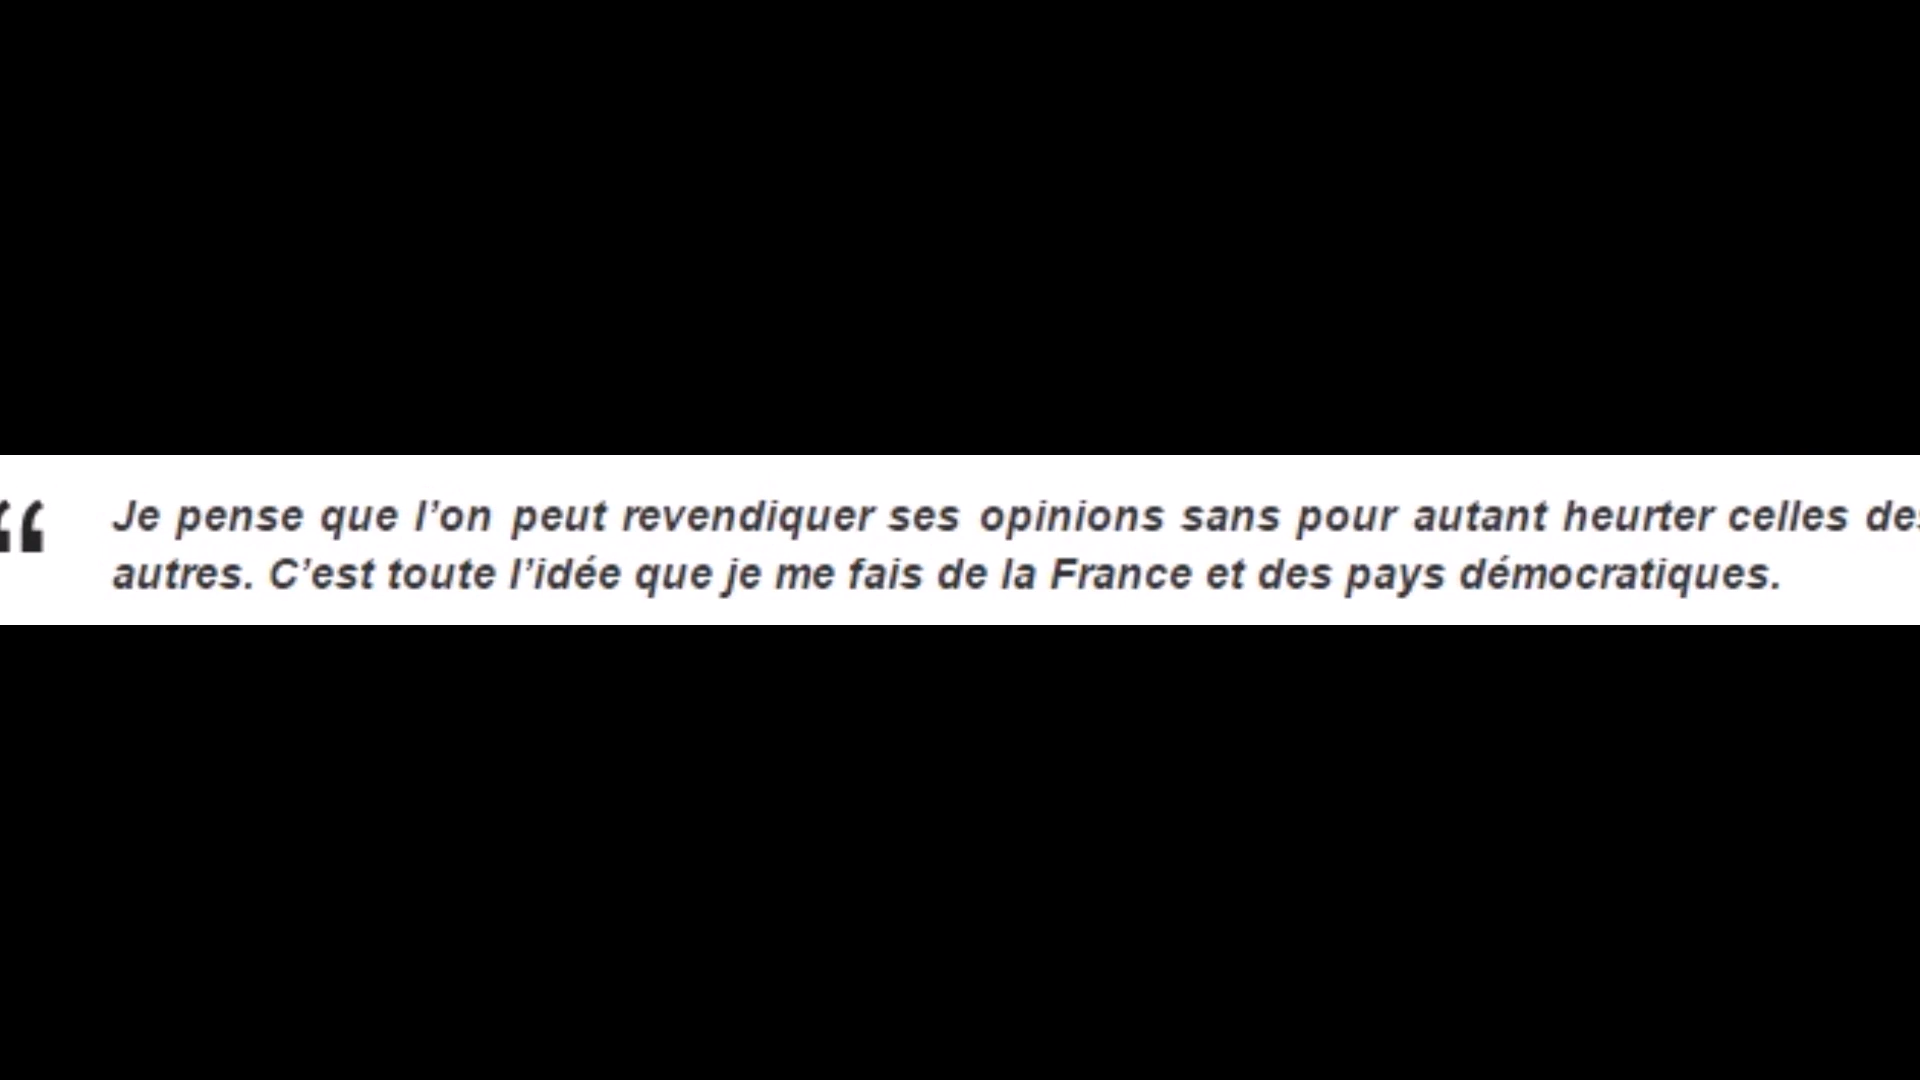 “ Je pense que l’on peut revendiquer ses opinions sans pour autant heurter celles des
autres. C’est toute l’idée que je me fais de la France et des pays démocratiques.